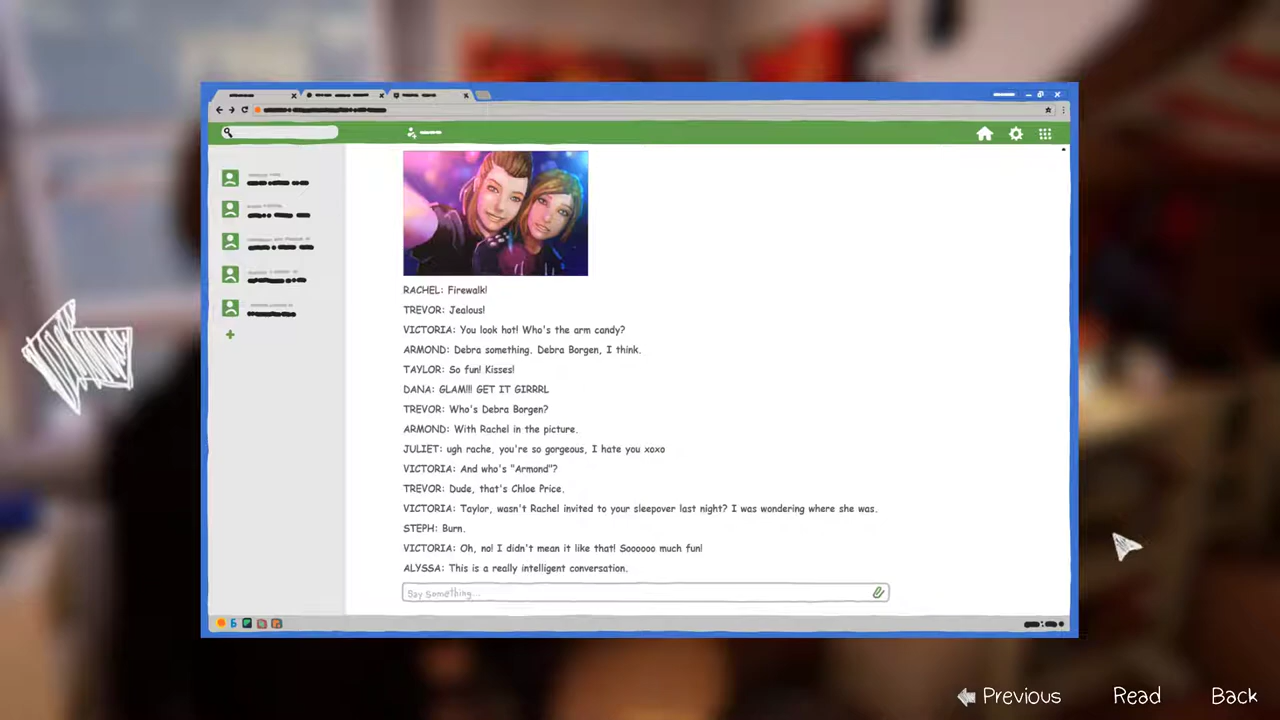 RACHEL: Firewalk!
TREVOR: Jealous!
VICTORIA: You look hot! Who's the arm candy?
ARMOND: Debra something. Debra Borgen, I think.
TAYLOR: So fun! Kisses!
DANA: GLAM!!! GET IT GIRRRL
TREVOR: Who's Debra Borgen?
ARMOND: With Rachel in the picture.
JULIET: ugh rache, you're so gorgeous, I hate you xoxo
VICTORIA: And who's "Armond"?
TREVOR: Dude, that's Chloe Price.
VICTORIA: Taylor, wasn't Rachel invited to your sleepover last night? I was wondering where she was.
STEPH: Burn.
VICTORIA: Oh, no! I didn't mean it like that! Soooooo much fun!
ALYSSA: This is a really intelligent conversation.
Say Something...
Previous
Read
Back